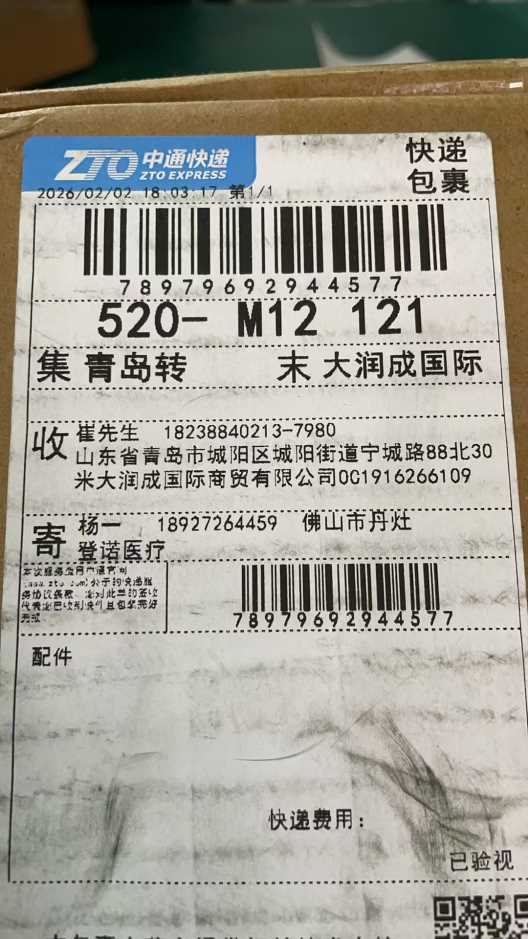 ZTO 中通快递
ZTO EXPRESS
快递
包裹
2026/02/02 18:03:17 第1/1
78979692944577
520- M12 121
集 青岛转 末 大润成国际
收 崔先生 18238840213-7980
山东省青岛市城阳区城阳街道宁城路88北30
米大润成国际商贸有限公司0C1916266109
寄 杨一 18927264459 佛山市丹灶
登诺医疗
78979692944577
配件
快递费用：
已验视